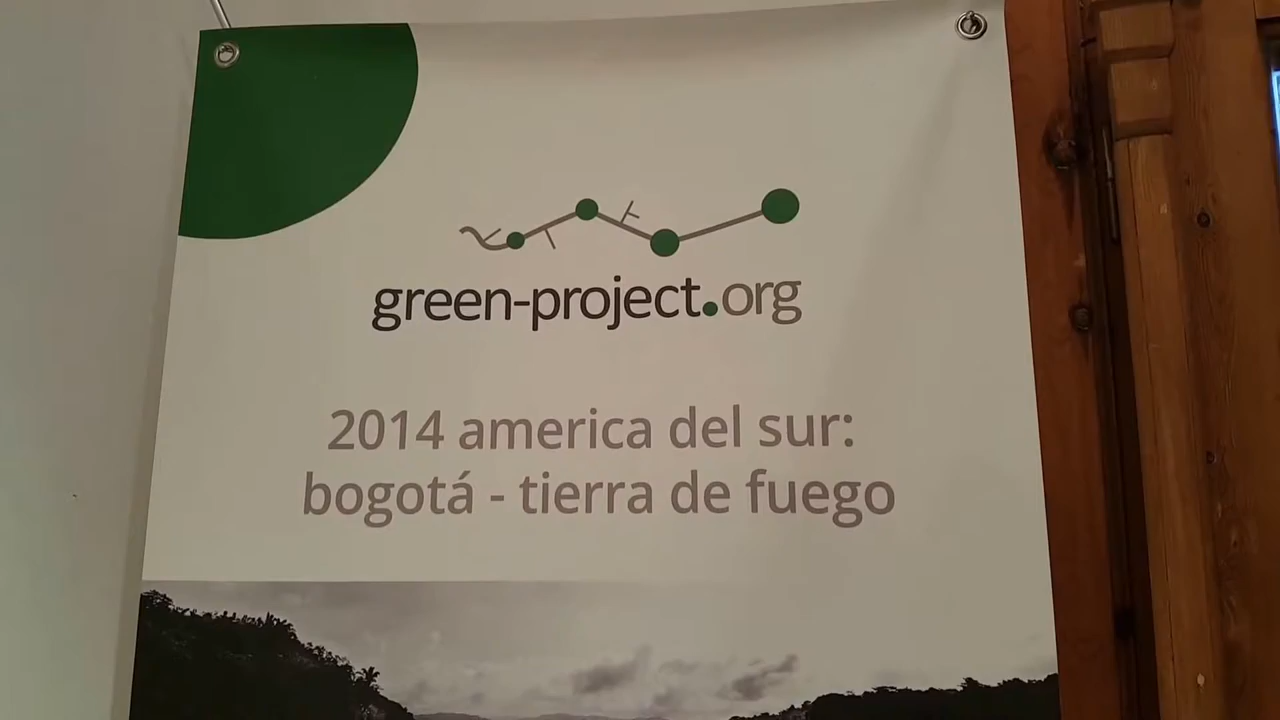 green-project.org
2014 america del sur:
bogotá - tierra de fuego